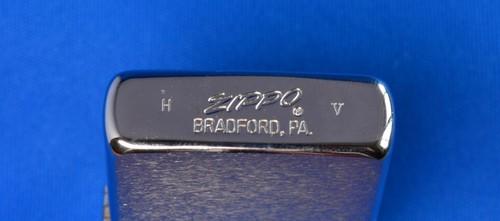 H ZIPPO ® V
BRADFORD, PA.